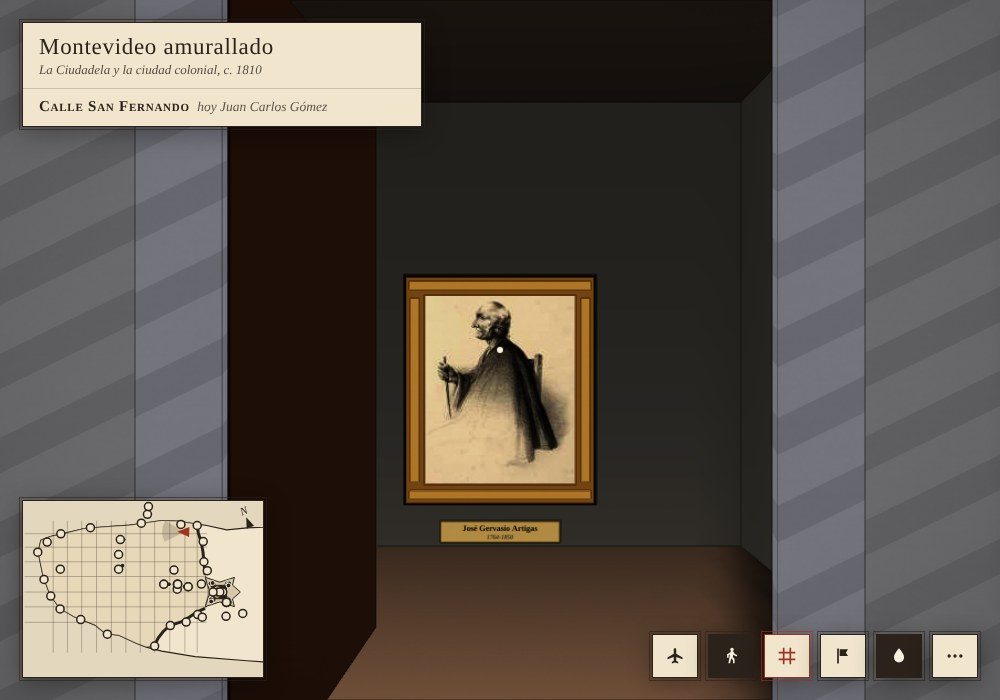 Montevideo amurallado
La Ciudadela y la ciudad colonial, c. 1810
Calle San Fernando hoy Juan Carlos Gómez
José Gervasio Artigas
1764-1850
N